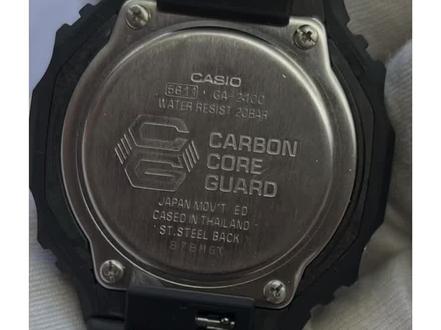 CASIO
5611 · GA-2100
WATER RESIST 20BAR
CG
CARBON
CORE
GUARD
JAPAN MOV'T ED
CASED IN THAILAND
ST. STEEL BACK